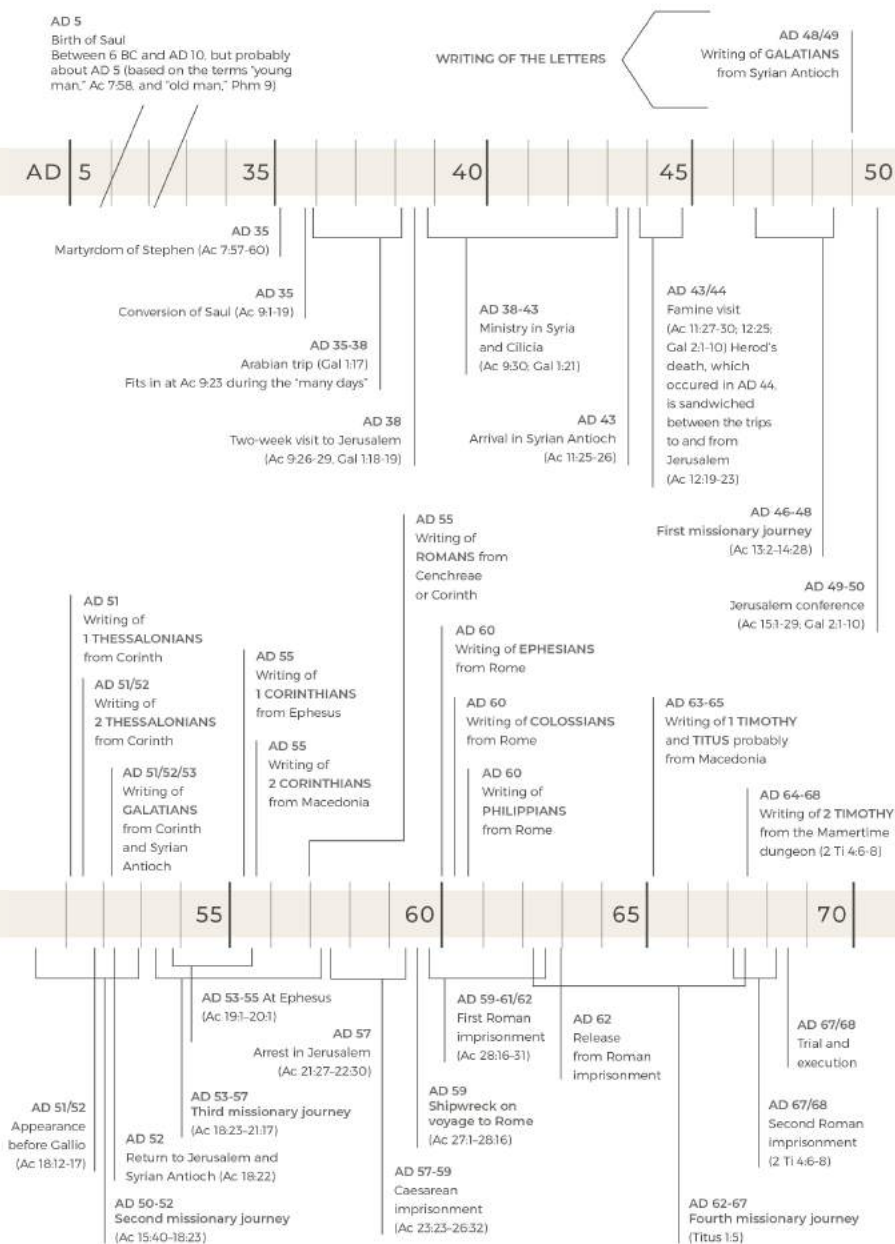 AD 5
Birth of Saul
Between 6 BC and AD 10, but probably
about AD 5 (based on the terms "young
man," Ac 7:58, and "old man," Phm 9)
WRITING OF THE LETTERS
AD 48/49
Writing of GALATIANS
from Syrian Antioch
AD 5 35 40 45 50
AD 35
Martyrdom of Stephen (Ac 7:57-60)
AD 35
Conversion of Saul (Ac 9:1-19)
AD 35-38
Arabian trip (Gal 1:17)
Fits in at Ac 9:23 during the "many days"
AD 38
Two-week visit to Jerusalem
(Ac 9:26-29, Gal 1:18-19)
AD 38-43
Ministry in Syria
and Cilicia
(Ac 9:30; Gal 1:21)
AD 43
Arrival in Syrian Antioch
(Ac 11:25-26)
AD 43/44
Famine visit
(Ac 11:27-30; 12:25;
Gal 2:1-10) Herod's
death, which
occured in AD 44,
is sandwiched
between the trips
to and from
Jerusalem
(Ac 12:19-23)
AD 46-48
First missionary journey
(Ac 13:2-14:28)
AD 49-50
Jerusalem conference
(Ac 15:1-29; Gal 2:1-10)
AD 51
Writing of
1 THESSALONIANS
from Corinth
AD 51/52
Writing of
2 THESSALONIANS
from Corinth
AD 51/52/53
Writing of
GALATIANS
from Corinth
and Syrian
Antioch
AD 55
Writing of
1 CORINTHIANS
from Ephesus
AD 55
Writing of
2 CORINTHIANS
from Macedonia
AD 55
Writing of
ROMANS from
Cenchreae
or Corinth
AD 60
Writing of EPHESIANS
from Rome
AD 60
Writing of COLOSSIANS
from Rome
AD 60
Writing of
PHILIPPIANS
from Rome
AD 63-65
Writing of 1 TIMOTHY
and TITUS probably
from Macedonia
AD 64-68
Writing of 2 TIMOTHY
from the Mamertime
dungeon (2 Ti 4:6-8)
55 60 65 70
AD 51/52
Appearance
before Gallio
(Ac 18:12-17)
AD 50-52
Second missionary journey
(Ac 15:40-18:23)
AD 52
Return to Jerusalem and
Syrian Antioch (Ac 18:22)
AD 53-57
Third missionary journey
(Ac 18:23-21:17)
AD 53-55 At Ephesus
(Ac 19:1-20:1)
AD 57
Arrest in Jerusalem
(Ac 21:27-22:30)
AD 57-59
Caesarean
imprisonment
(Ac 23:23-26:32)
AD 59
Shipwreck on
voyage to Rome
(Ac 27:1-28:16)
AD 59-61/62
First Roman
imprisonment
(Ac 28:16-31)
AD 62
Release
from Roman
imprisonment
AD 62-67
Fourth missionary journey
(Titus 1:5)
AD 67/68
Second Roman
imprisonment
(2 Ti 4:6-8)
AD 67/68
Trial and
execution